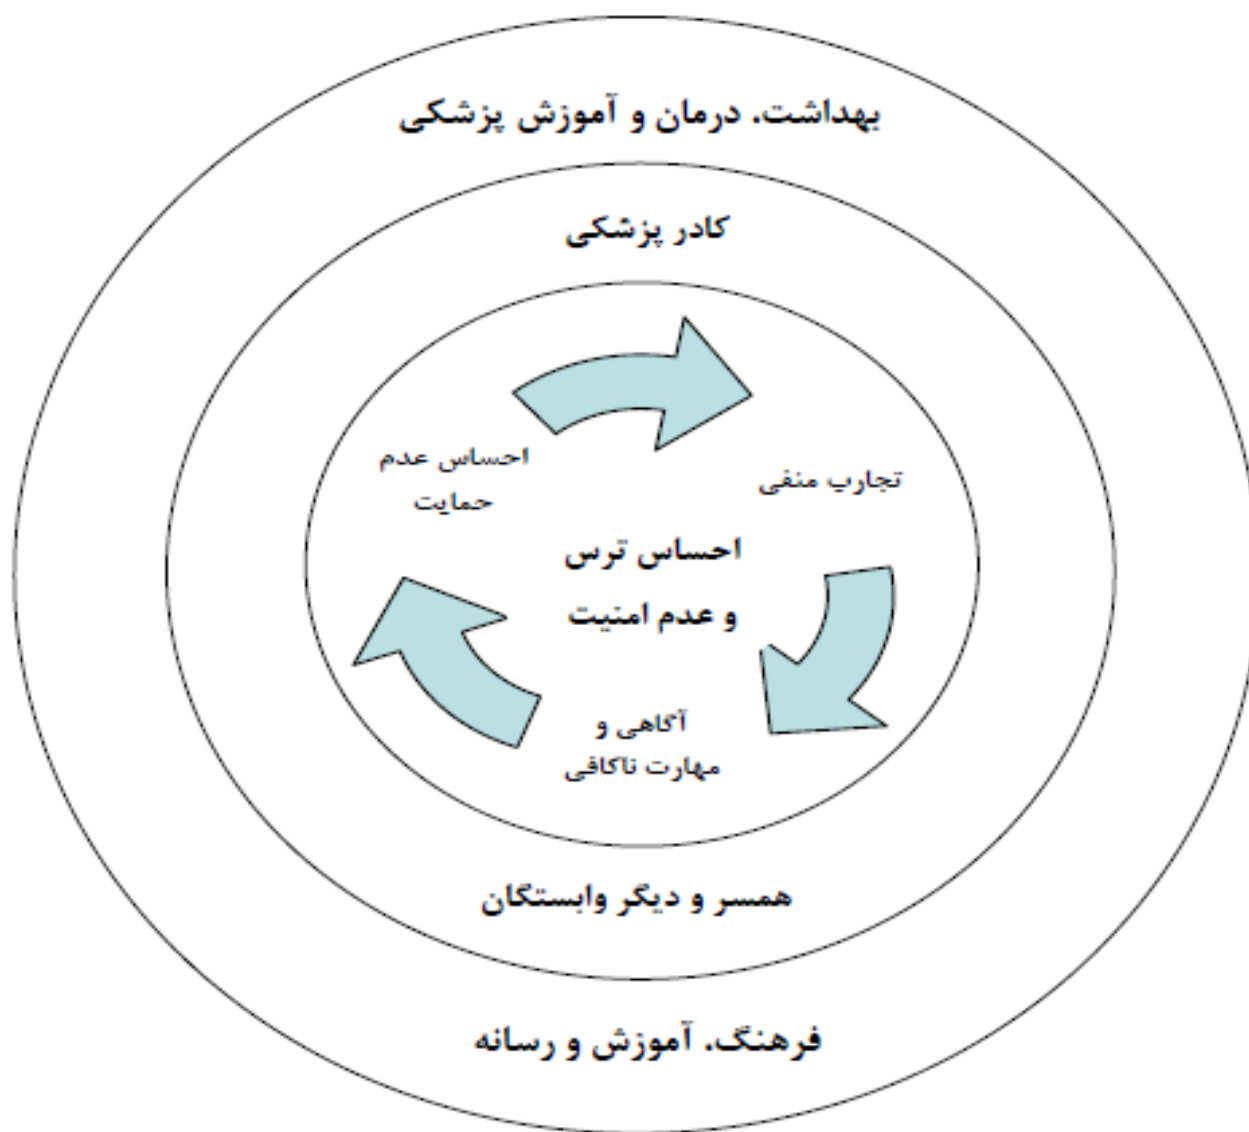 بهداشت، درمان و آموزش پزشکی
کادر پزشکی
احساس عدم
حمایت
تجارب منفی
احساس ترس
و عدم امنیت
آگاهی و
مهارت ناکافی
همسر و دیگر وابستگان
فرهنگ، آموزش و رسانه